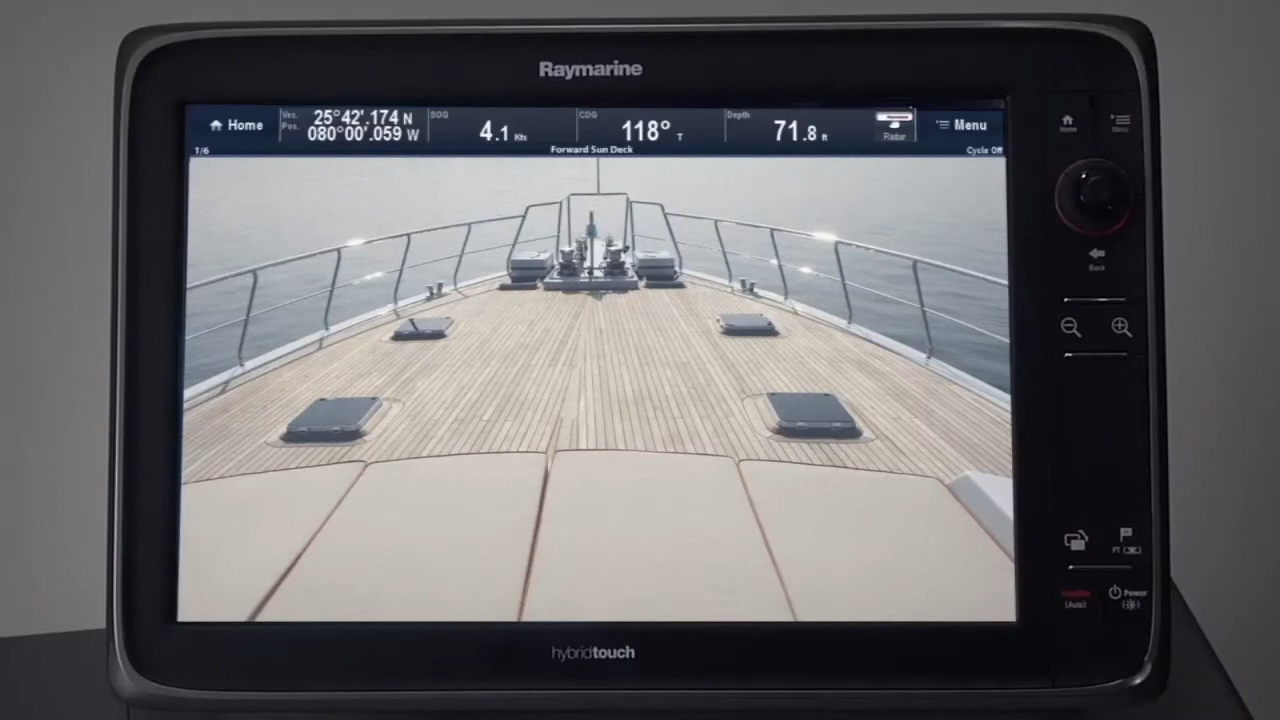 Raymarine
Home
Ves. Pos. 25°42'.174 N
080°00'.059 W
SOG 4.1 Kts
COG 118° T
Depth 71.8 ft
Radar
Menu
1/6
Forward Sun Deck
Cycle Off
Home
Menu
Back
Power
(Auto)
hybridtouch